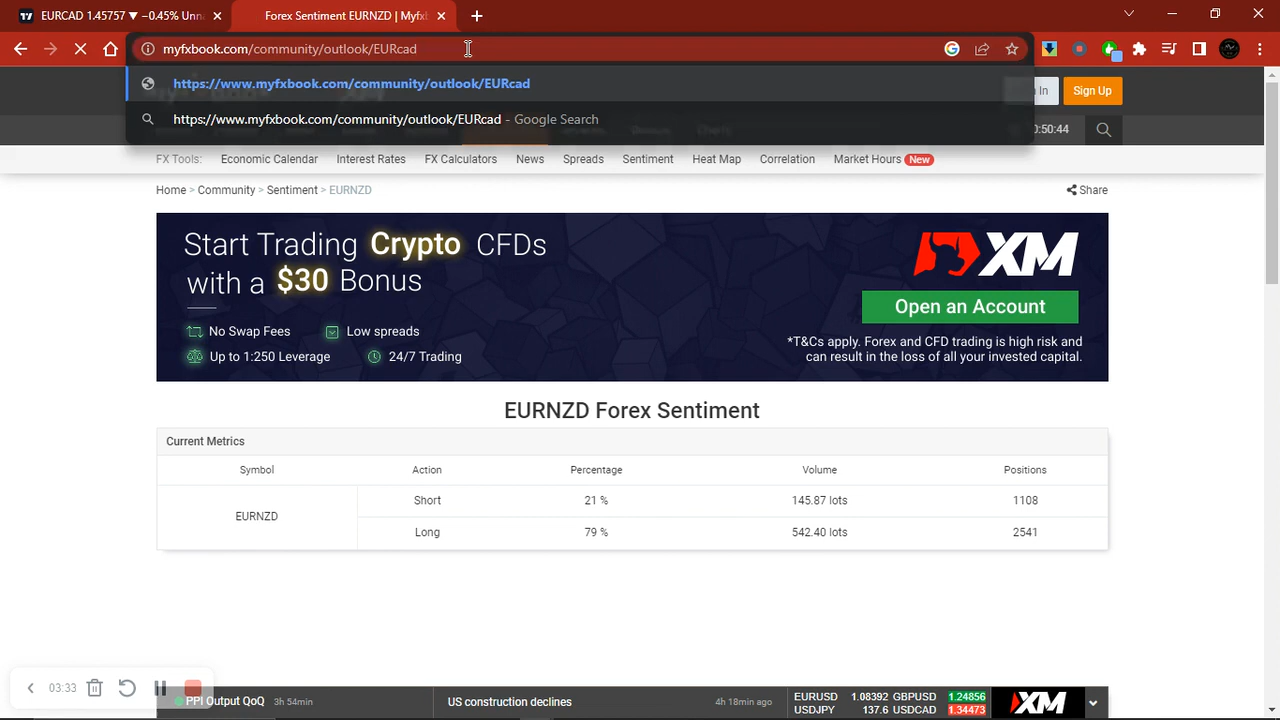 EURCAD 1.45757 ▼ −0.45% Unn
Forex Sentiment EURNZD | Myfx
myfxbook.com/community/outlook/EURcad
https://www.myfxbook.com/community/outlook/EURcad
https://www.myfxbook.com/community/outlook/EURcad - Google Search
In
Sign Up
0:50:44
FX Tools: Economic Calendar Interest Rates FX Calculators News Spreads Sentiment Heat Map Correlation Market Hours New
Home > Community > Sentiment > EURNZD
Share
Start Trading Crypto CFDs
with a $30 Bonus
No Swap Fees Low spreads
Up to 1:250 Leverage 24/7 Trading
XM
Open an Account
*T&Cs apply. Forex and CFD trading is high risk and
can result in the loss of all your invested capital.
EURNZD Forex Sentiment
Current Metrics
Symbol Action Percentage Volume Positions
EURNZD
Short 21 % 145.87 lots 1108
Long 79 % 542.40 lots 2541
03:33
PPI Output QoQ 3h 54min
US construction declines 4h 18min ago
EURUSD 1.08392 GBPUSD 1.24856
USDJPY 137.6 USDCAD 1.34473
XM